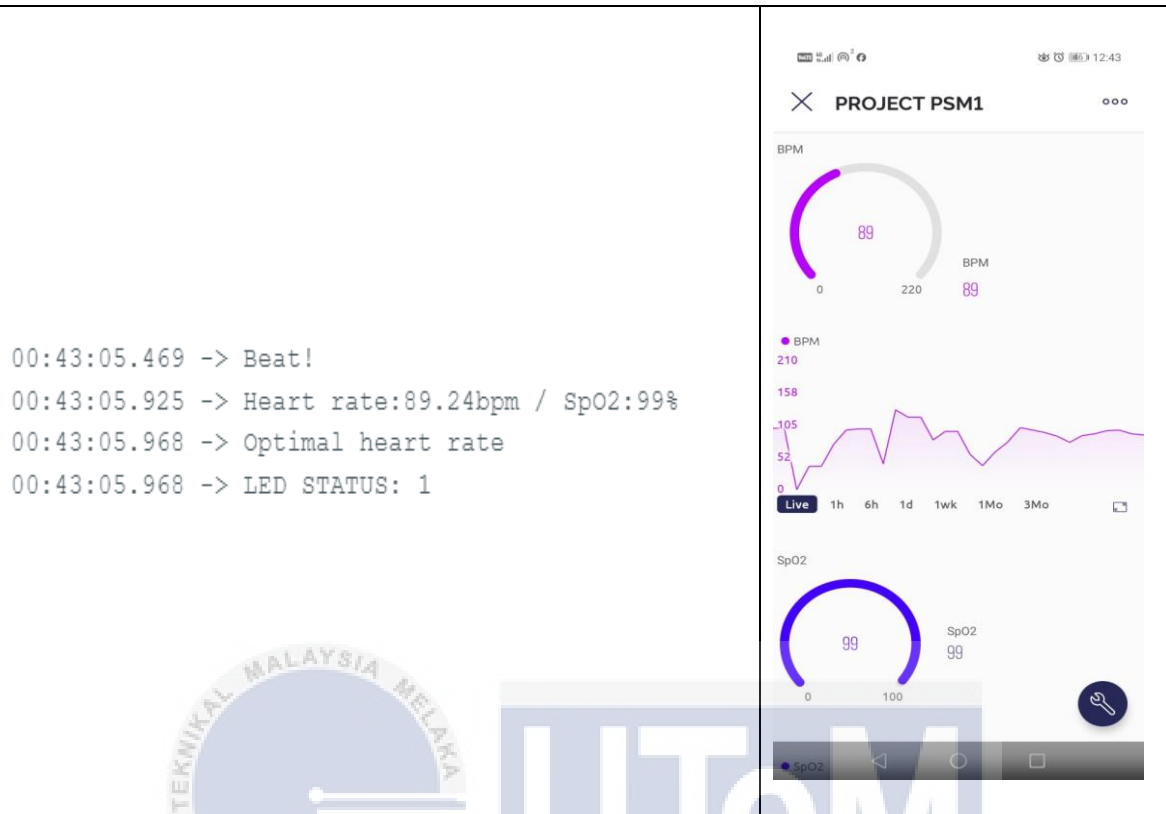 00:43:05.469 -> Beat!
00:43:05.925 -> Heart rate:89.24bpm / SpO2:99%
00:43:05.968 -> Optimal heart rate
00:43:05.968 -> LED STATUS: 1
12:43
PROJECT PSM1
BPM
89
0
220
BPM
89
BPM
210
158
105
52
0
Live 1h 6h 1d 1wk 1Mo 3Mo
SpO2
99
0
100
SpO2
99
SpO2
TEKNIKAL MALAYSIA MELAKA
UTeM